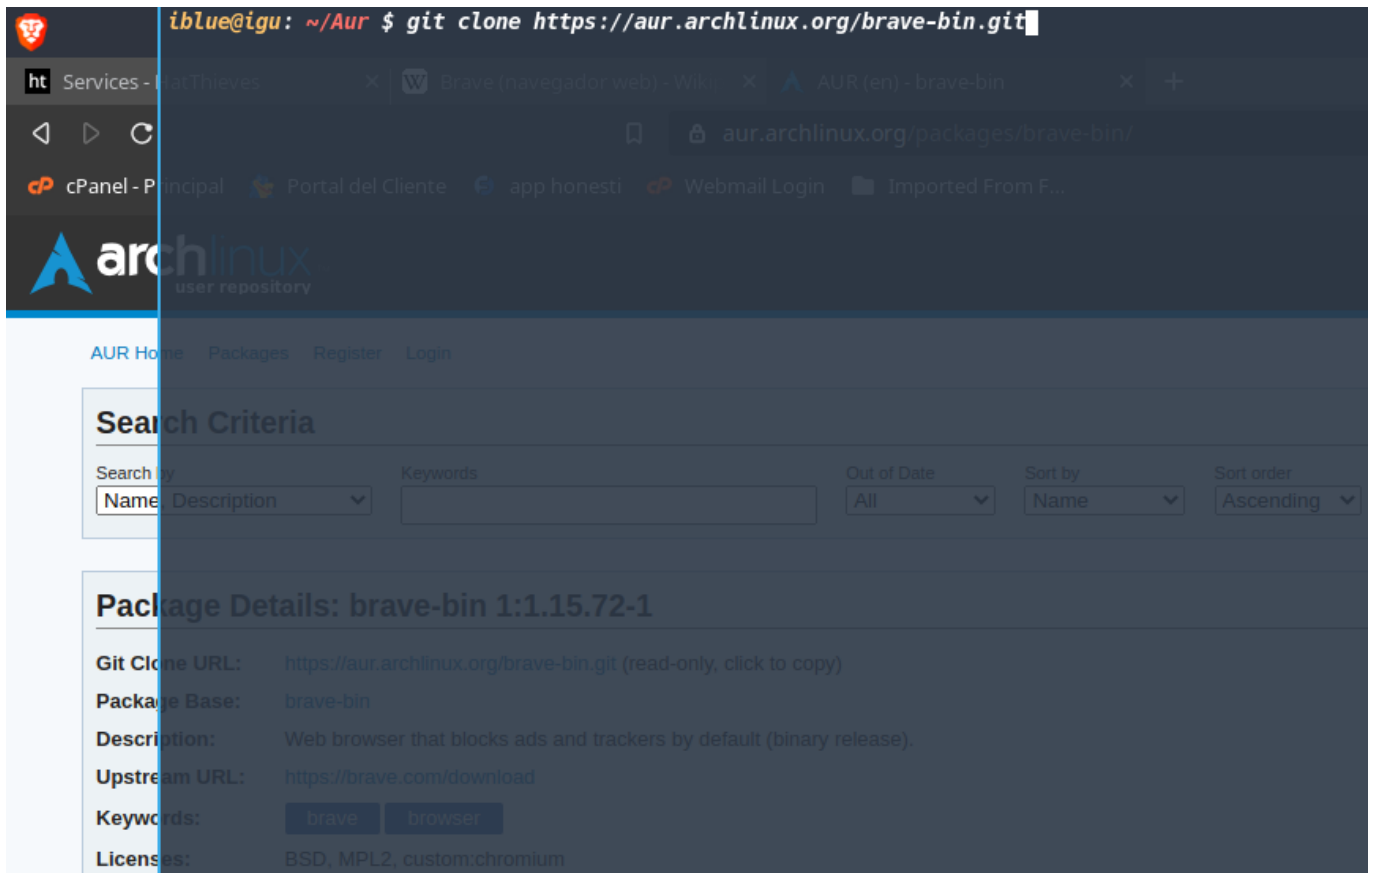 iblue@igu: ~/Aur $ git clone https://aur.archlinux.org/brave-bin.git
ht Services - HatThieves × W Brave (navegador web) - Wiki × AUR (en) - brave-bin × +
aur.archlinux.org/packages/brave-bin/
cP cPanel - Principal Portal del Cliente app honesti cP Webmail Login Imported From F...
archlinux
user repository
AUR Home Packages Register Login
Search Criteria
Search by Keywords Out of Date Sort by Sort order
Name, Description All Name Ascending
Package Details: brave-bin 1:1.15.72-1
Git Clone URL: https://aur.archlinux.org/brave-bin.git (read-only, click to copy)
Package Base: brave-bin
Description: Web browser that blocks ads and trackers by default (binary release).
Upstream URL: https://brave.com/download
Keywords: brave browser
Licenses: BSD, MPL2, custom:chromium